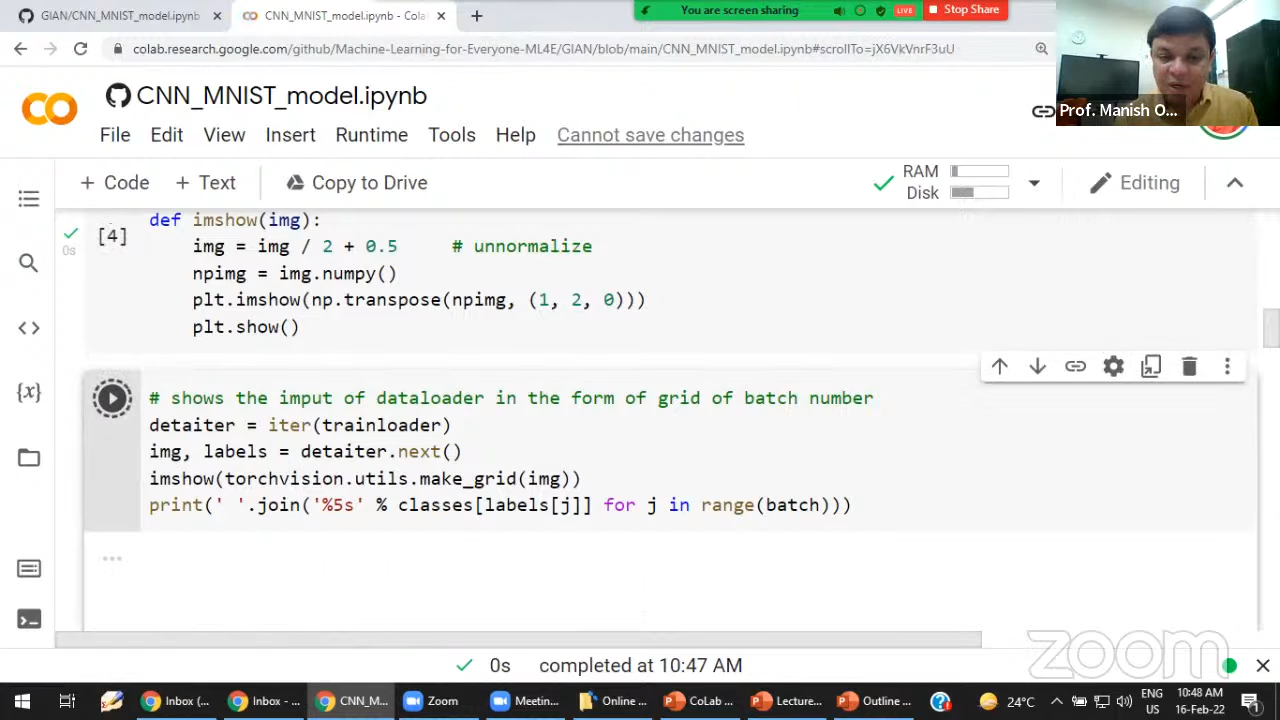 GIAN/CNN_MNIST_model.ipynb
CNN_MNIST_model.ipynb - Cola
You are screen sharing
LIVE
Stop Share
colab.research.google.com/github/Machine-Learning-for-Everyone-ML4E/GIAN/blob/main/CNN_MNIST_model.ipynb#scrollTo=jX6VkVnrF3uU
Prof. Manish O...
CNN_MNIST_model.ipynb
File Edit View Insert Runtime Tools Help Cannot save changes
+ Code + Text Copy to Drive
RAM
Disk
Editing
[4]
0s
def imshow(img):
img = img / 2 + 0.5 # unnormalize
npimg = img.numpy()
plt.imshow(np.transpose(npimg, (1, 2, 0)))
plt.show()
# shows the imput of dataloader in the form of grid of batch number
detaiter = iter(trainloader)
img, labels = detaiter.next()
imshow(torchvision.utils.make_grid(img))
print(' '.join('%5s' % classes[labels[j]] for j in range(batch)))
{x}
...
zoom
0s completed at 10:47 AM
Inbox (...
Inbox - ...
CNN_M...
Zoom
Meetin...
Online ...
CoLab ...
Lecture...
Outline ...
24°C
ENG
US
10:48 AM
16-Feb-22
1